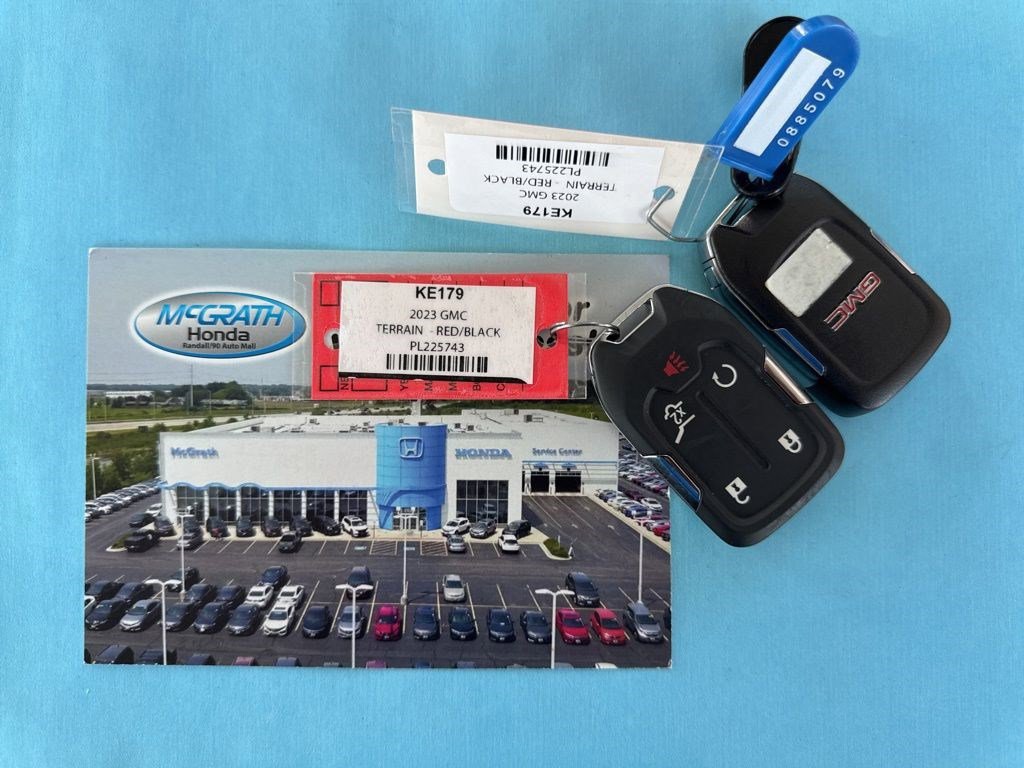 0885079
PL225743
TERRAIN - RED/BLACK
2023 GMC
KE179
GMC
McGRATH
Honda
Randall/90 Auto Mall
KE179
2023 GMC
TERRAIN - RED/BLACK
PL225743
X2
McGrath
HONDA
Service Center